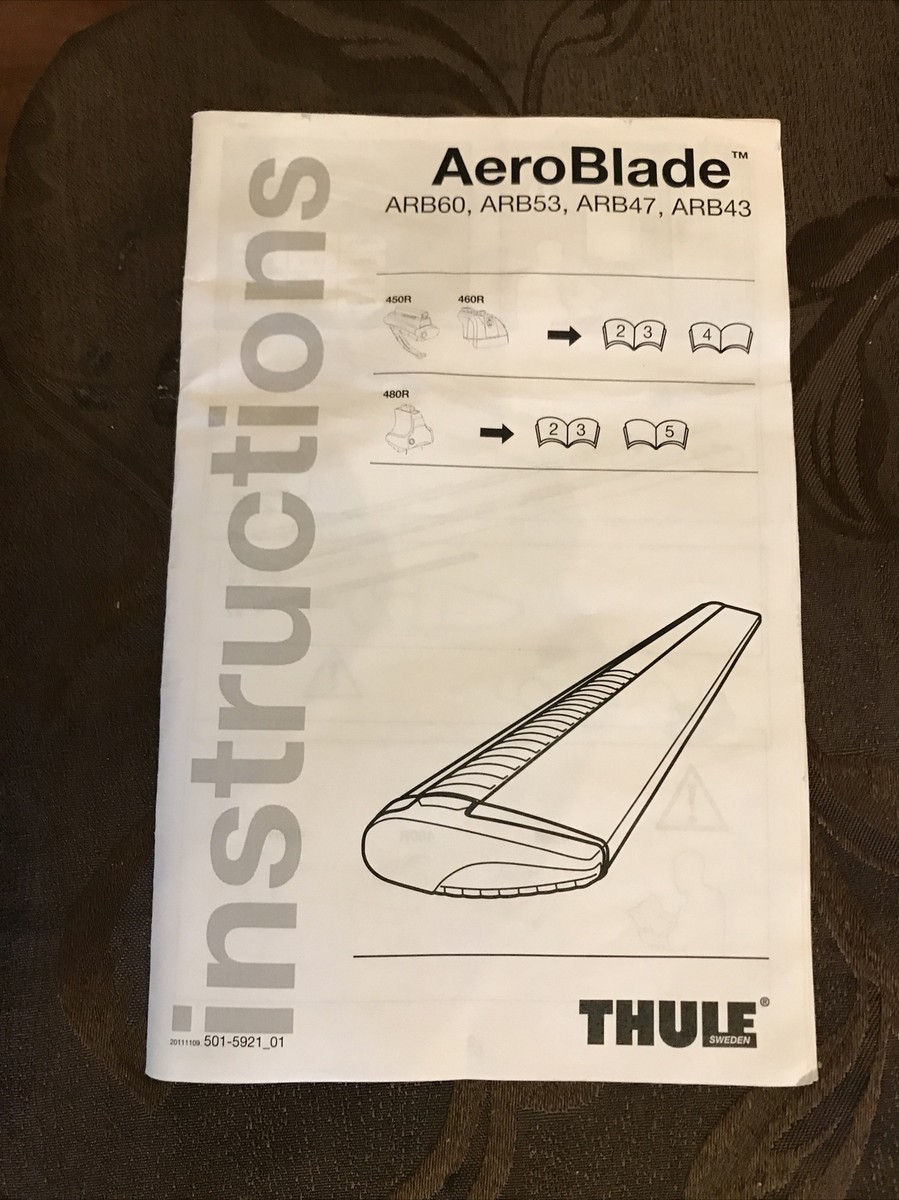 AeroBlade™
ARB60, ARB53, ARB47, ARB43
450R 460R
2 3 4
480R
2 3 5
instructions
THULE®
SWEDEN
20111109 501-5921_01